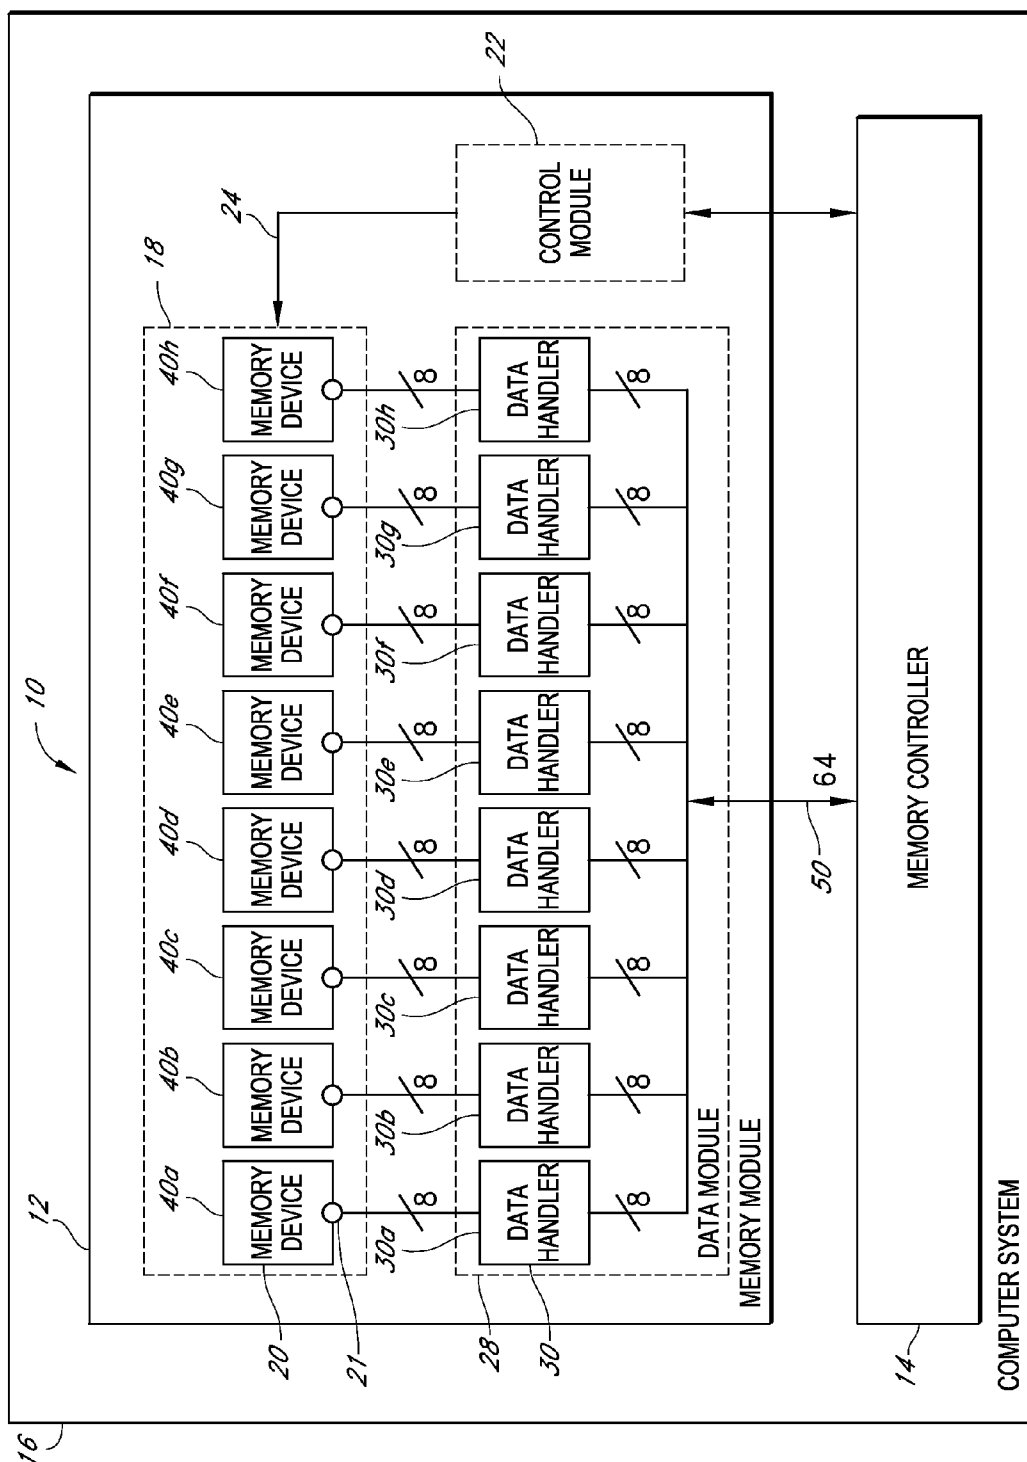 16
10
12
40a 40b 40c 40d 40e 40f 40g 40h 18 24
MEMORY MEMORY MEMORY MEMORY MEMORY MEMORY MEMORY MEMORY
DEVICE DEVICE DEVICE DEVICE DEVICE DEVICE DEVICE DEVICE
20
21
8 8 8 8 8 8 8 8
30a 30b 30c 30d 30e 30f 30g 30h
22
28
DATA DATA DATA DATA DATA DATA DATA DATA
HANDLER HANDLER HANDLER HANDLER HANDLER HANDLER HANDLER HANDLER
CONTROL
MODULE
30
8 8 8 8 8 8 8 8
DATA MODULE
MEMORY MODULE
50 64
14
MEMORY CONTROLLER
COMPUTER SYSTEM